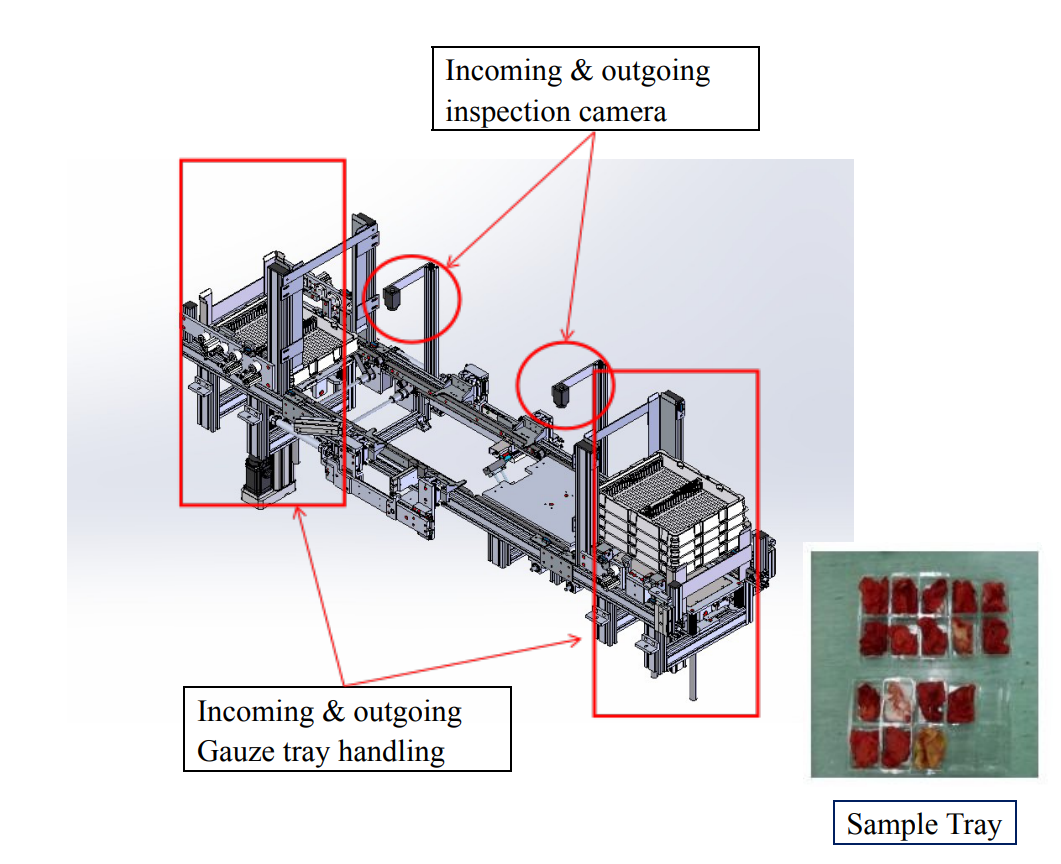 Incoming & outgoing
inspection camera
Incoming & outgoing
Gauze tray handling
Sample Tray